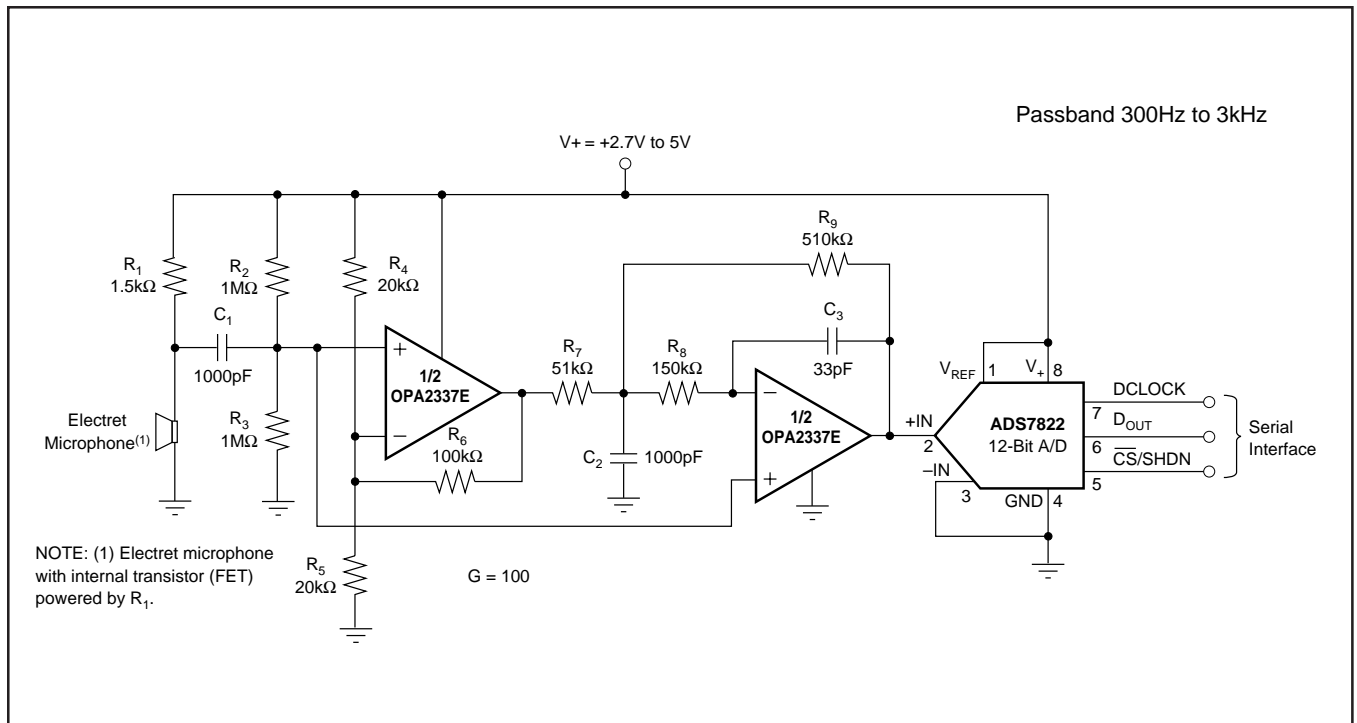 Passband 300Hz to 3kHz
V+ = +2.7V to 5V
R1
1.5kΩ
R2
1MΩ
R4
20kΩ
R9
510kΩ
C1
1000pF
C3
33pF
R7
51kΩ
R8
150kΩ
+
1/2
OPA2337E
–
–
1/2
OPA2337E
+
VREF
1
V+
8
+IN
2
ADS7822
12-Bit A/D
–IN
3
GND
4
DCLOCK
7
DOUT
6
CS/SHDN
5
Serial
Interface
Electret
Microphone(1)
R3
1MΩ
R6
100kΩ
C2
1000pF
R5
20kΩ
G = 100
NOTE: (1) Electret microphone
with internal transistor (FET)
powered by R1.